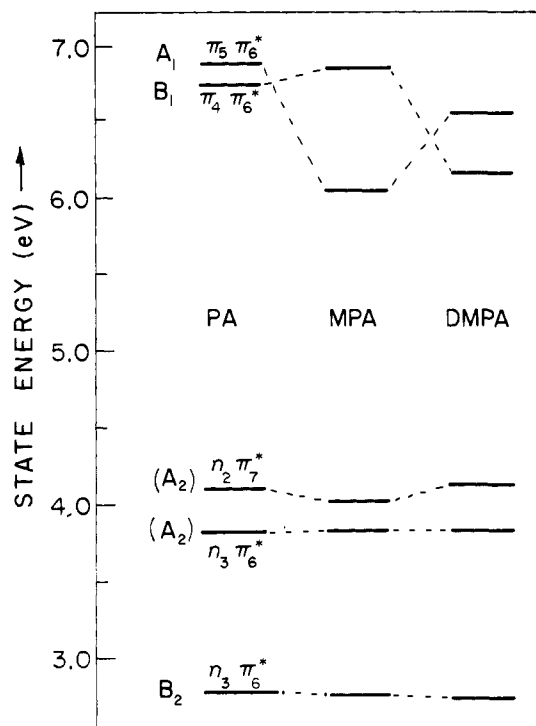 7.0
A₁ π₅ π₆*
B₁ π₄ π₆*
6.0
PA MPA DMPA
5.0
(A₂) n₂ π₇*
4.0
(A₂) n₃ π₆*
3.0
B₂ n₃ π₆*
STATE ENERGY (eV) →